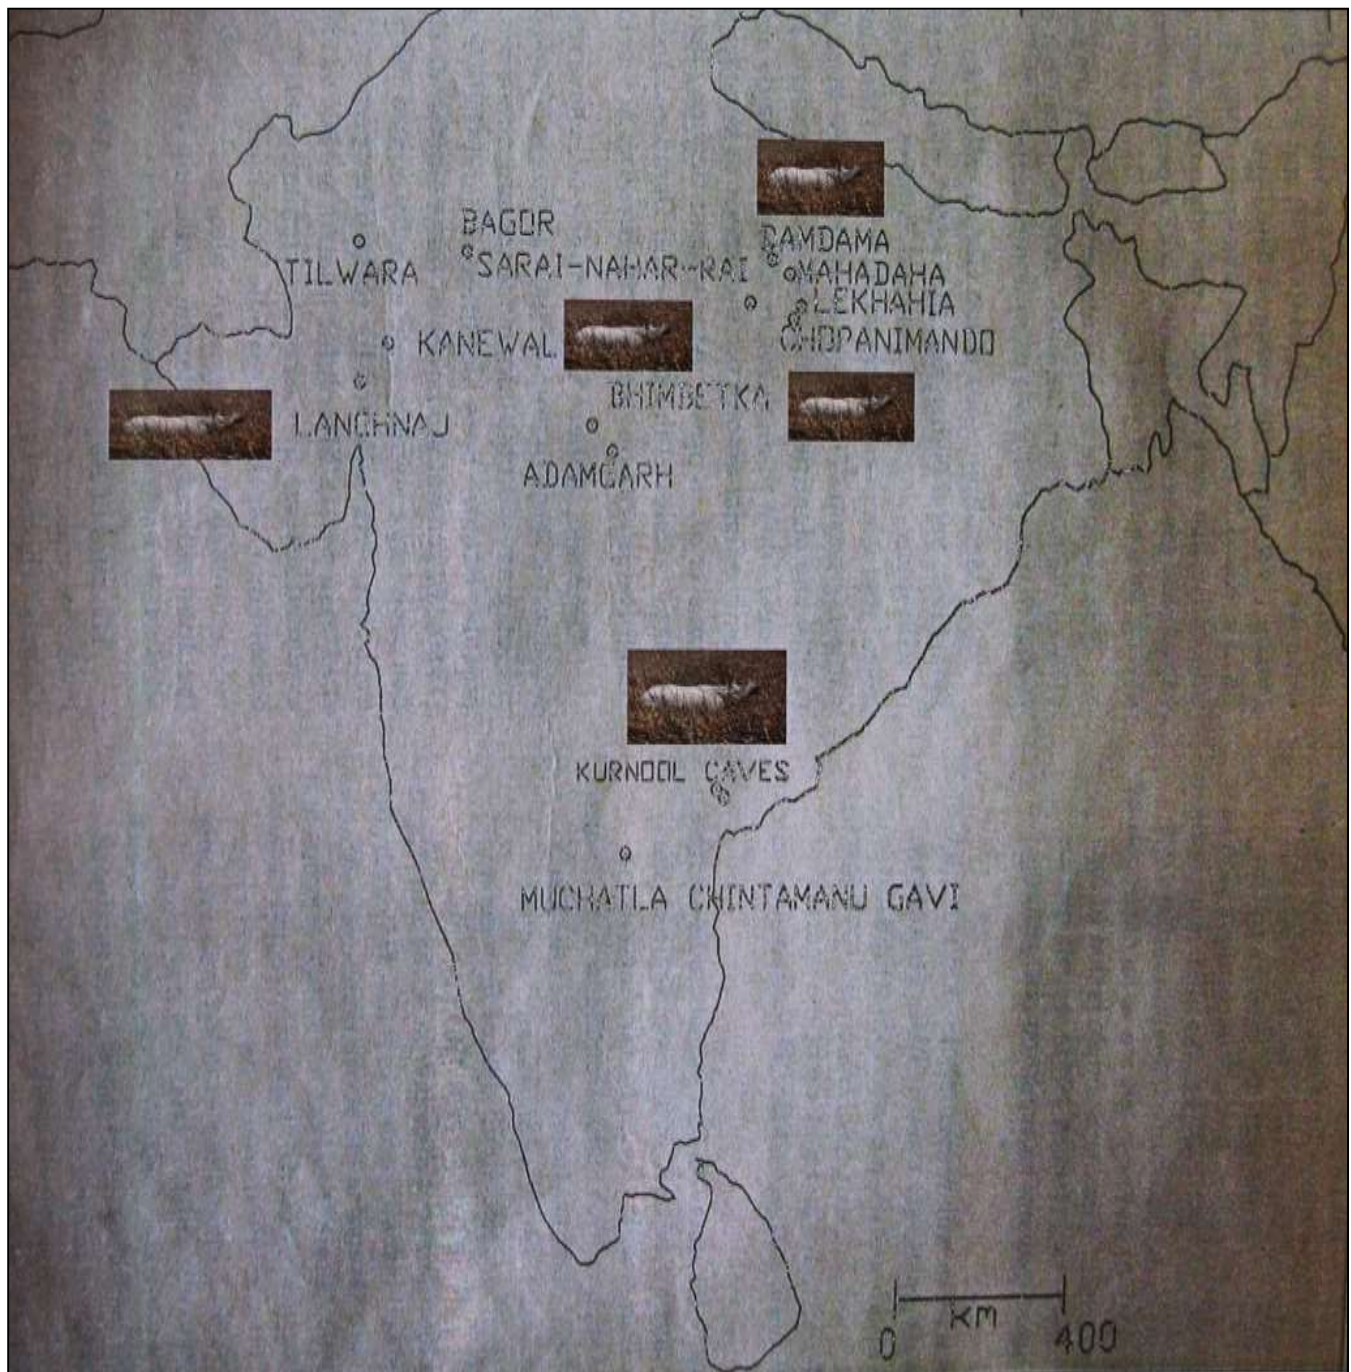 BAGOR
DAMDAMA
TILWARA
SARAI-NAHAR-RAI
MAHADAHA
LEKHAHIA
KANEWAL
CHOPANIMANDO
BHIMBETKA
LANGHNAJ
ADAMGARH
KURNOOL CAVES
MUCHATLA CHINTAMANU GAVI
KM
0 400